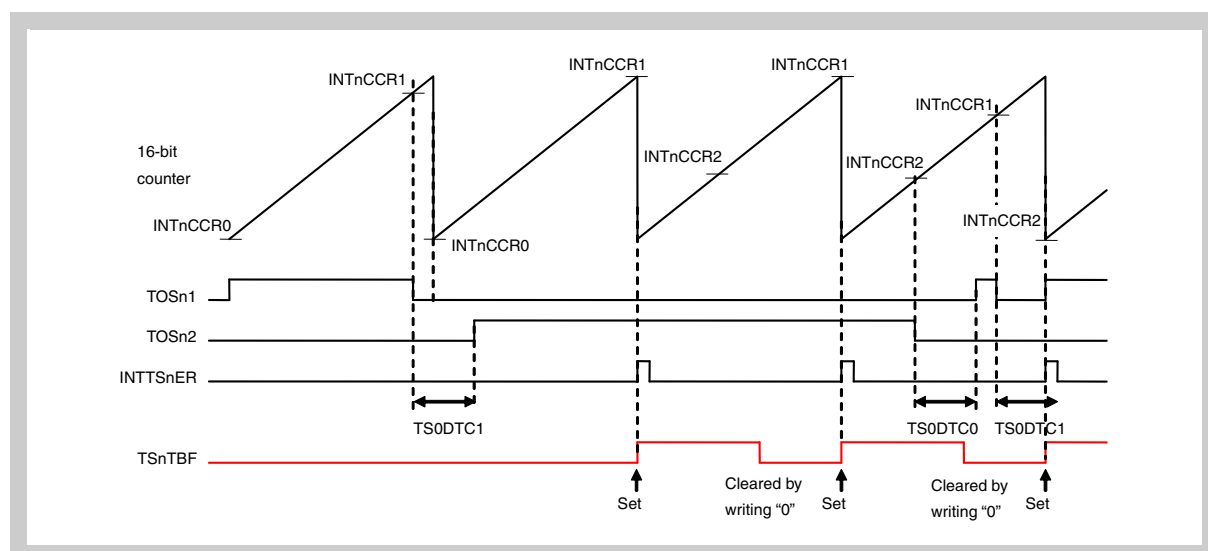 INTnCCR1
INTnCCR1
INTnCCR1
INTnCCR1
16-bit
counter
INTnCCR2
INTnCCR2
INTnCCR0
INTnCCR0
INTnCCR2
TOSn1
TOSn2
INTTSnER
TS0DTC1
TS0DTC0
TS0DTC1
TSnTBF
Set
Cleared by
writing “0”
Set
Cleared by
writing “0”
Set